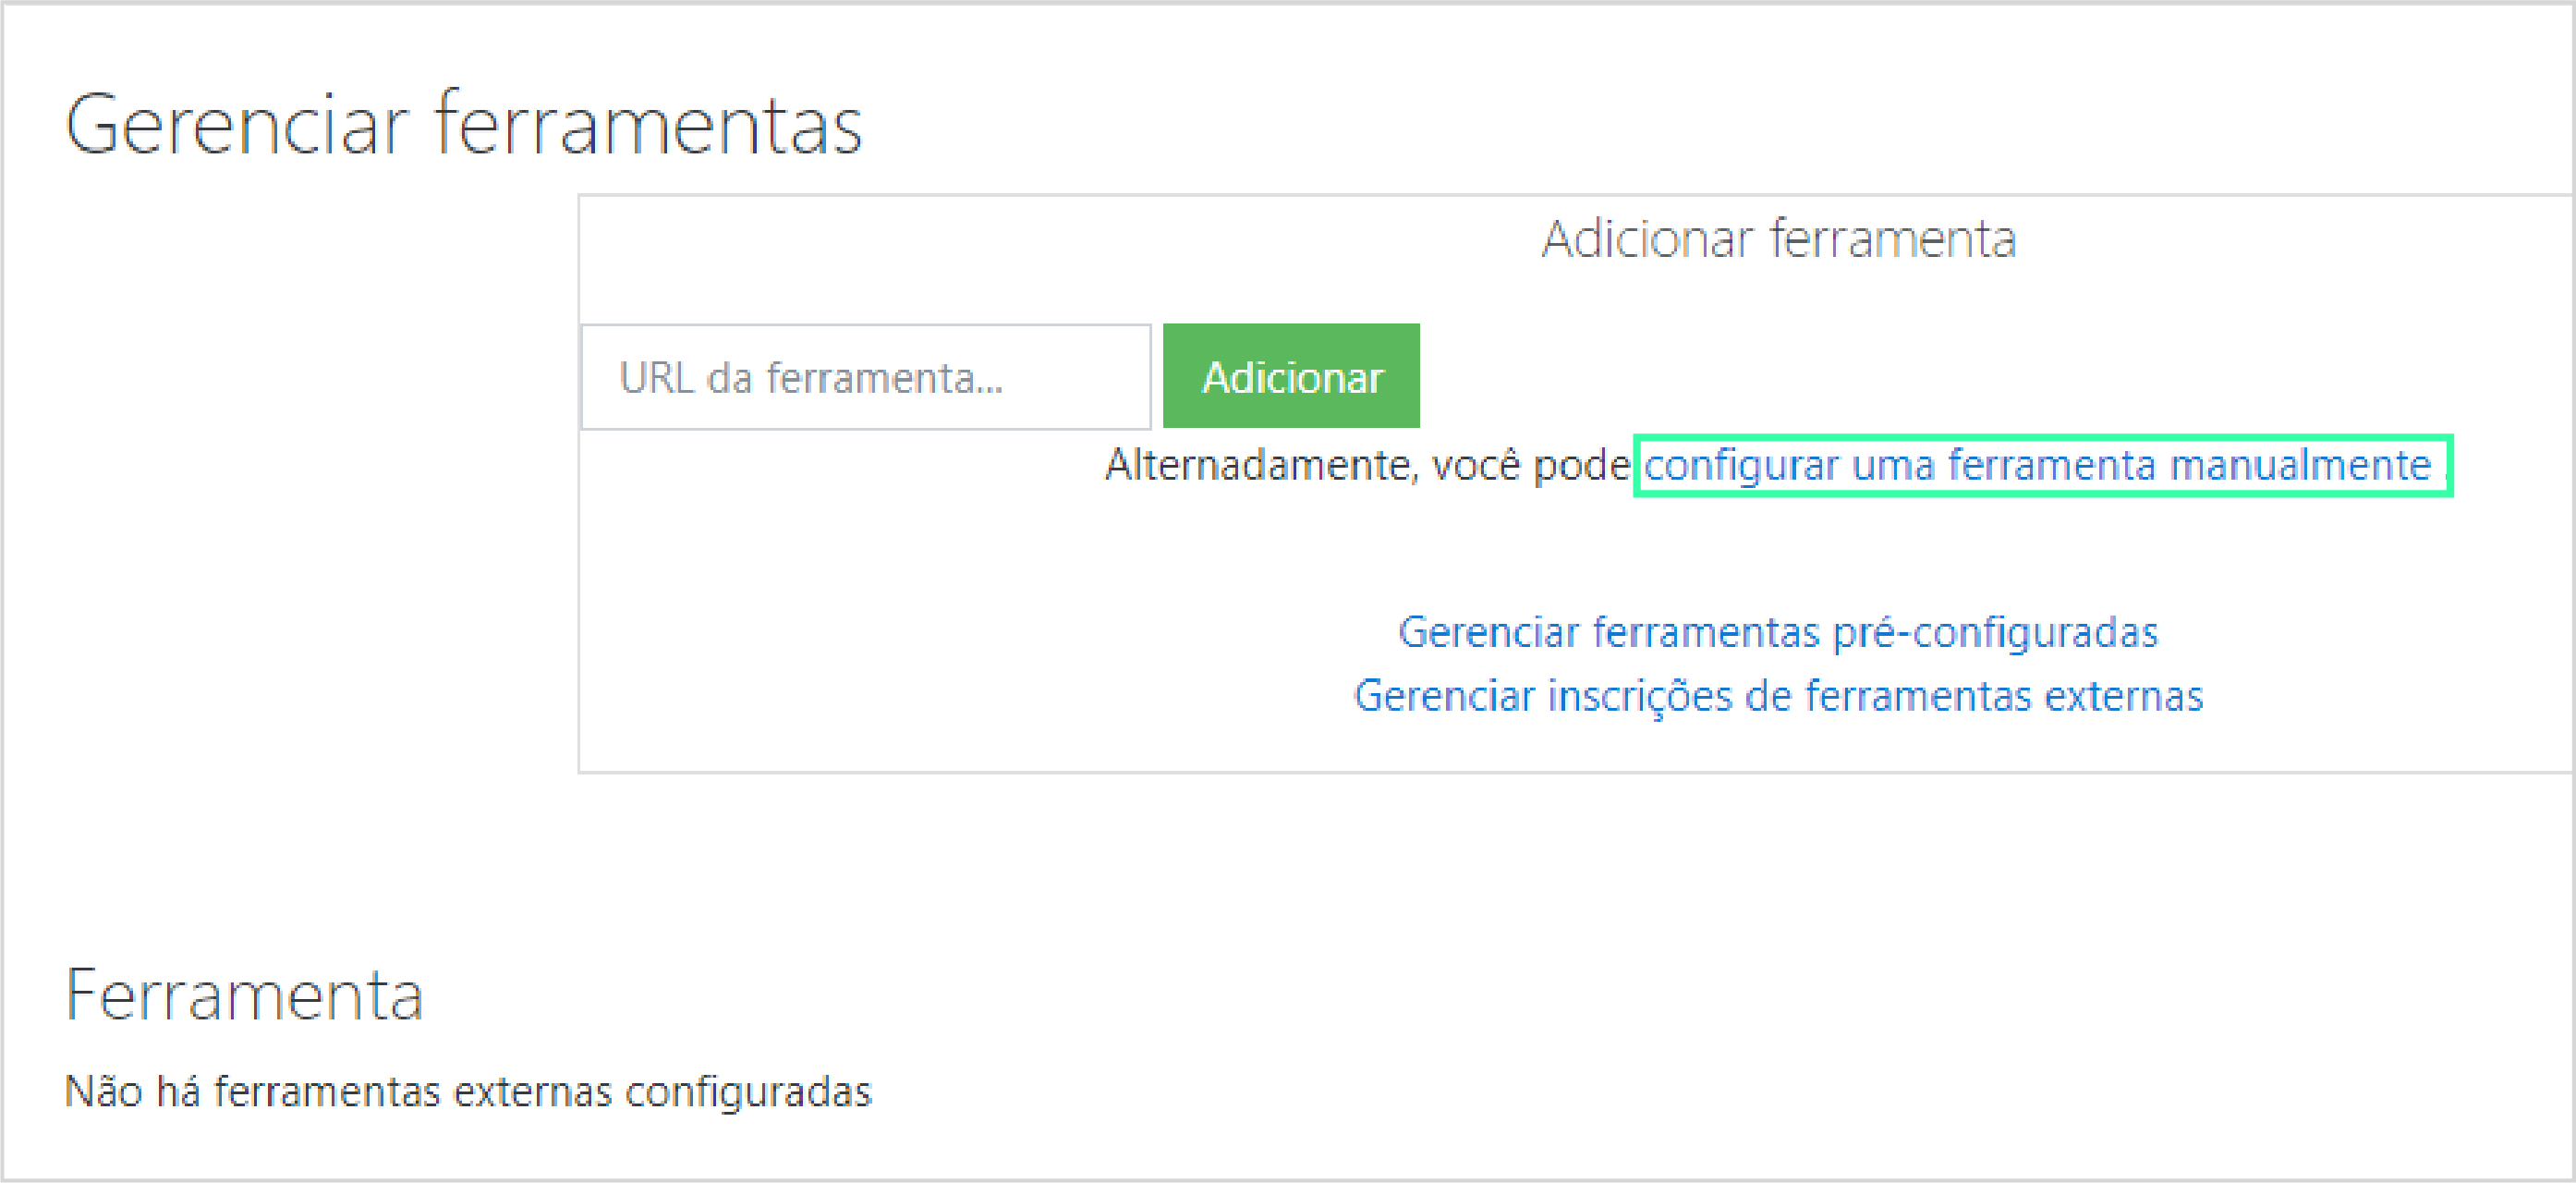 Gerenciar ferramentas
Adicionar ferramenta
URL da ferramenta...
Adicionar
Alternadamente, você pode configurar uma ferramenta manualmente .
Gerenciar ferramentas pré-configuradas
Gerenciar inscrições de ferramentas externas
Ferramenta
Não há ferramentas externas configuradas